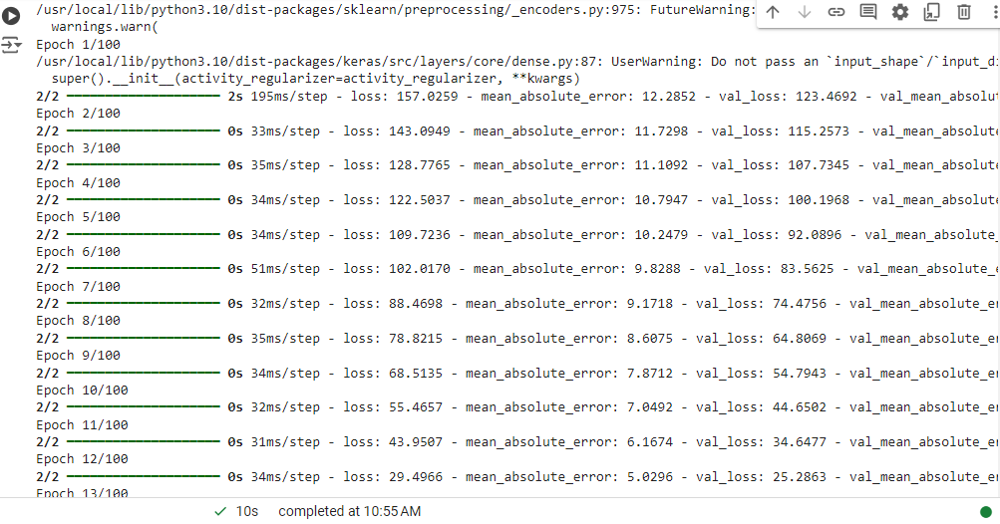 /usr/local/lib/python3.10/dist-packages/sklearn/preprocessing/_encoders.py:975: FutureWarning:
warnings.warn(
Epoch 1/100
/usr/local/lib/python3.10/dist-packages/keras/src/layers/core/dense.py:87: UserWarning: Do not pass an `input_shape`/`input_di
super().__init__(activity_regularizer=activity_regularizer, **kwargs)
2/2 ━━━━━━━━━━━━━━━━━━━━ 2s 195ms/step - loss: 157.0259 - mean_absolute_error: 12.2852 - val_loss: 123.4692 - val_mean_absolut
Epoch 2/100
2/2 ━━━━━━━━━━━━━━━━━━━━ 0s 33ms/step - loss: 143.0949 - mean_absolute_error: 11.7298 - val_loss: 115.2573 - val_mean_absolute
Epoch 3/100
2/2 ━━━━━━━━━━━━━━━━━━━━ 0s 35ms/step - loss: 128.7765 - mean_absolute_error: 11.1092 - val_loss: 107.7345 - val_mean_absolute
Epoch 4/100
2/2 ━━━━━━━━━━━━━━━━━━━━ 0s 34ms/step - loss: 122.5037 - mean_absolute_error: 10.7947 - val_loss: 100.1968 - val_mean_absolute
Epoch 5/100
2/2 ━━━━━━━━━━━━━━━━━━━━ 0s 34ms/step - loss: 109.7236 - mean_absolute_error: 10.2479 - val_loss: 92.0896 - val_mean_absolute_
Epoch 6/100
2/2 ━━━━━━━━━━━━━━━━━━━━ 0s 51ms/step - loss: 102.0170 - mean_absolute_error: 9.8288 - val_loss: 83.5625 - val_mean_absolute_e
Epoch 7/100
2/2 ━━━━━━━━━━━━━━━━━━━━ 0s 32ms/step - loss: 88.4698 - mean_absolute_error: 9.1718 - val_loss: 74.4756 - val_mean_absolute_er
Epoch 8/100
2/2 ━━━━━━━━━━━━━━━━━━━━ 0s 35ms/step - loss: 78.8215 - mean_absolute_error: 8.6075 - val_loss: 64.8069 - val_mean_absolute_er
Epoch 9/100
2/2 ━━━━━━━━━━━━━━━━━━━━ 0s 34ms/step - loss: 68.5135 - mean_absolute_error: 7.8712 - val_loss: 54.7943 - val_mean_absolute_er
Epoch 10/100
2/2 ━━━━━━━━━━━━━━━━━━━━ 0s 32ms/step - loss: 55.4657 - mean_absolute_error: 7.0492 - val_loss: 44.6502 - val_mean_absolute_er
Epoch 11/100
2/2 ━━━━━━━━━━━━━━━━━━━━ 0s 31ms/step - loss: 43.9507 - mean_absolute_error: 6.1674 - val_loss: 34.6477 - val_mean_absolute_er
Epoch 12/100
2/2 ━━━━━━━━━━━━━━━━━━━━ 0s 34ms/step - loss: 29.4966 - mean_absolute_error: 5.0296 - val_loss: 25.2863 - val_mean_absolute_er
Epoch 13/100
10s completed at 10:55 AM